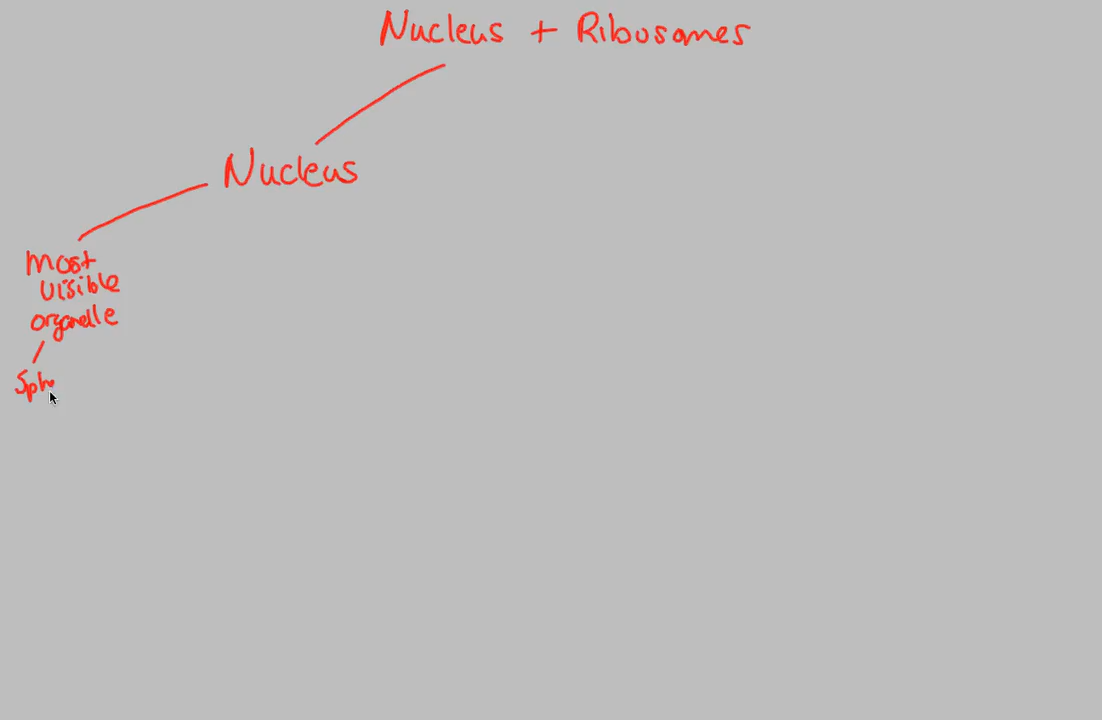 Nucleus + Ribosomes
Nucleus
Most
visible
organelle
Sph